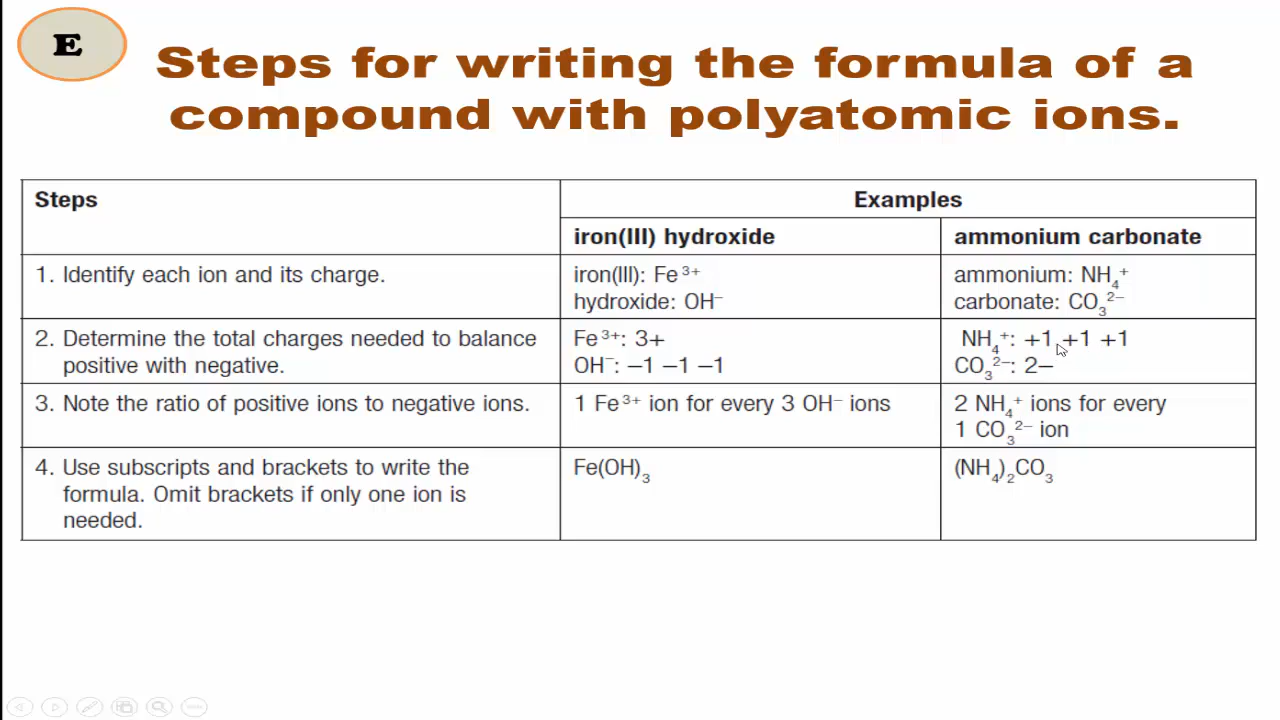 E
Steps for writing the formula of a
compound with polyatomic ions.
Steps
Examples
iron(III) hydroxide
ammonium carbonate
1. Identify each ion and its charge.
iron(III): Fe³⁺
hydroxide: OH⁻
ammonium: NH₄⁺
carbonate: CO₃²⁻
2. Determine the total charges needed to balance
positive with negative.
Fe³⁺: 3+
OH⁻: −1 −1 −1
NH₄⁺: +1 +1 +1
CO₃²⁻: 2−
3. Note the ratio of positive ions to negative ions.
1 Fe³⁺ ion for every 3 OH⁻ ions
2 NH₄⁺ ions for every
1 CO₃²⁻ ion
4. Use subscripts and brackets to write the
formula. Omit brackets if only one ion is
needed.
Fe(OH)₃
(NH₄)₂CO₃